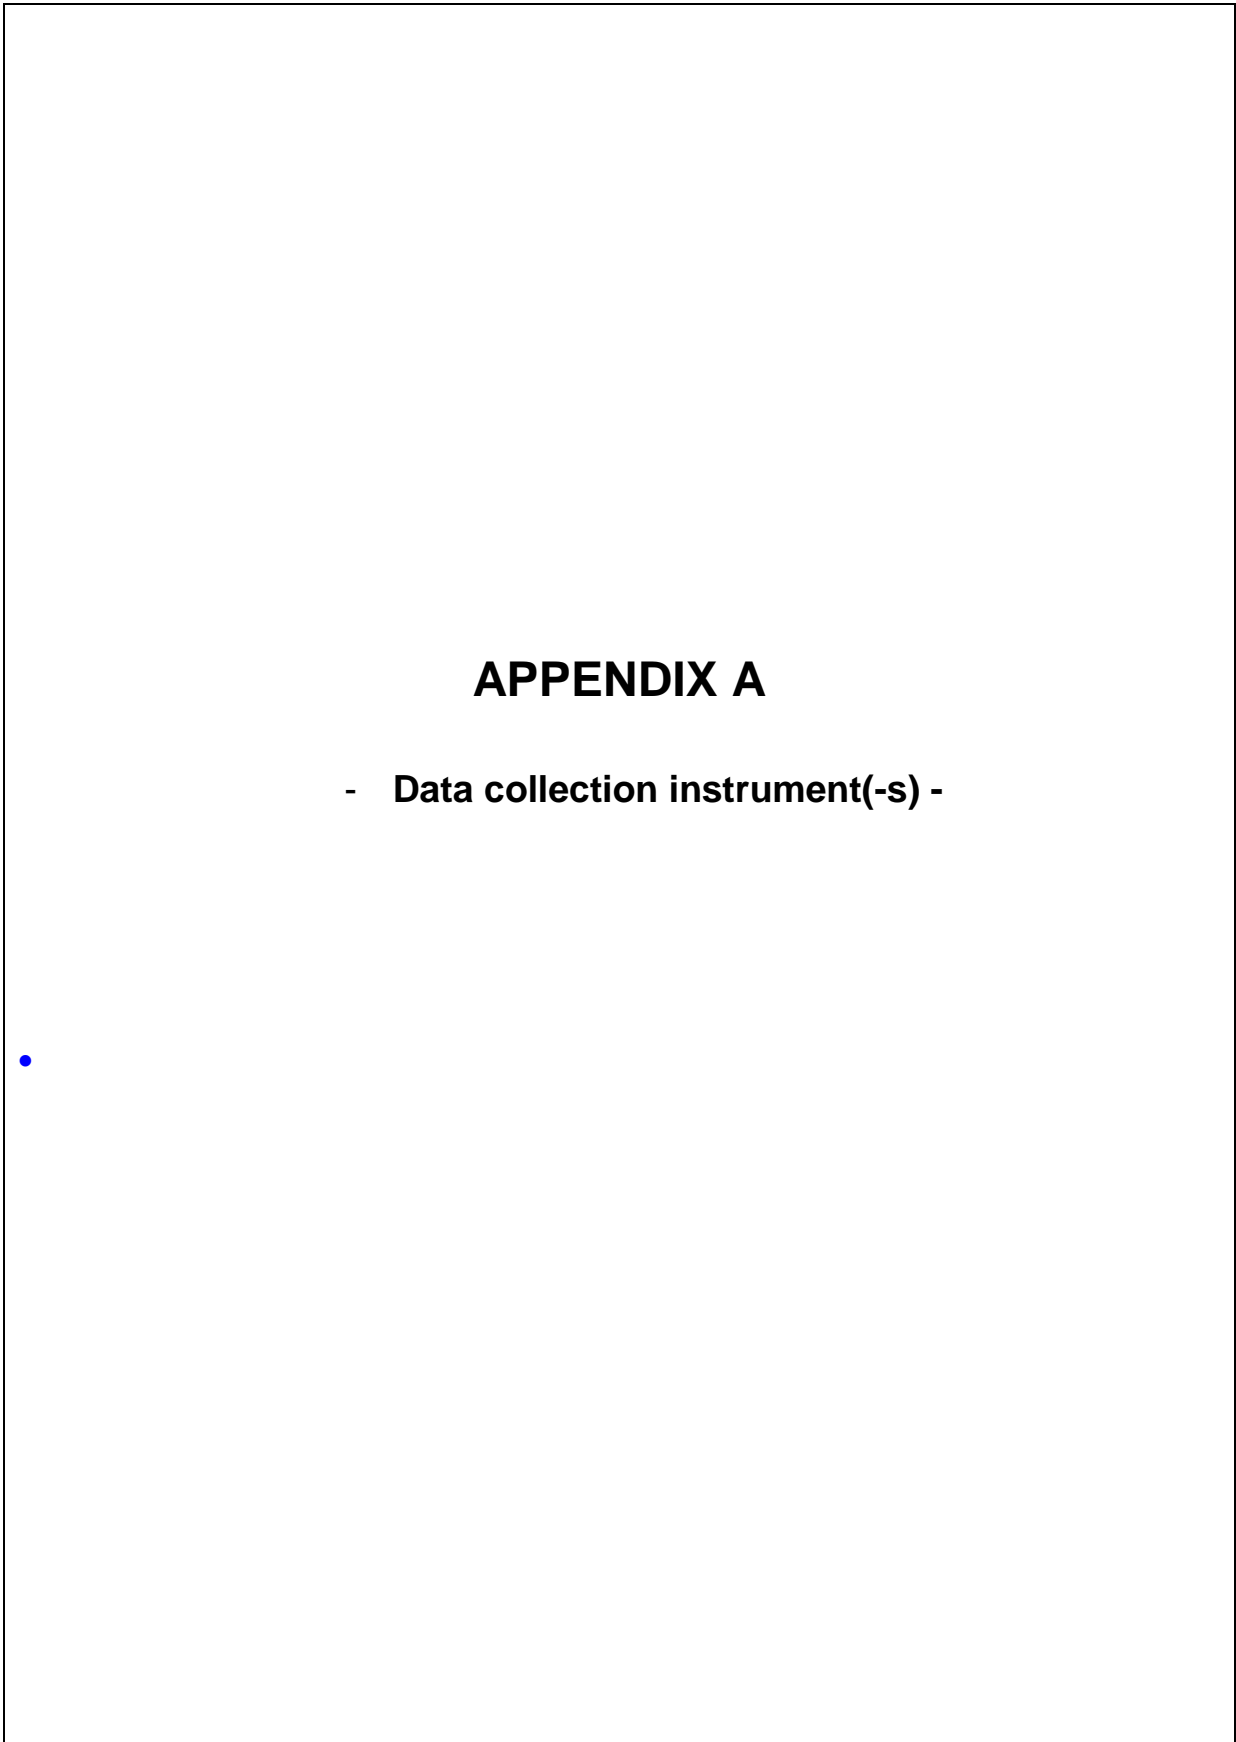 APPENDIX A
- Data collection instrument(-s) -
•